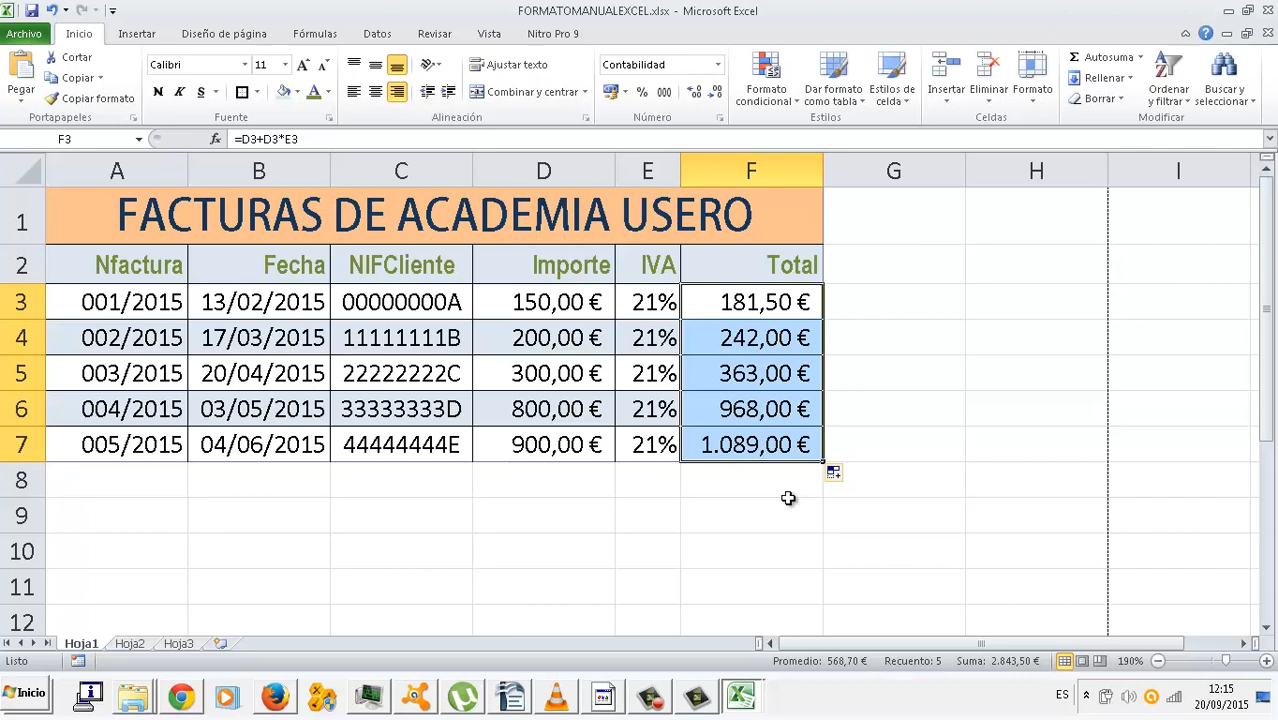 FORMATOMANUALEXCEL.xlsx - Microsoft Excel
Archivo Inicio Insertar Diseño de página Fórmulas Datos Revisar Vista Nitro Pro 9
Pegar
Cortar
Copiar
Copiar formato
Portapapeles
Calibri 11
N K S
Fuente
Ajustar texto
Combinar y centrar
Alineación
Contabilidad
% 000
Número
Formato condicional
Dar formato como tabla
Estilos de celda
Estilos
Insertar Eliminar Formato
Celdas
Autosuma
Rellenar
Borrar
Ordenar y filtrar
Buscar y seleccionar
Modificar
F3 fx =D3+D3*E3
A B C D E F G H I
1 FACTURAS DE ACADEMIA USERO
2 Nfactura Fecha NIFCliente Importe IVA Total
3 001/2015 13/02/2015 00000000A 150,00 € 21% 181,50 €
4 002/2015 17/03/2015 11111111B 200,00 € 21% 242,00 €
5 003/2015 20/04/2015 22222222C 300,00 € 21% 363,00 €
6 004/2015 03/05/2015 33333333D 800,00 € 21% 968,00 €
7 005/2015 04/06/2015 44444444E 900,00 € 21% 1.089,00 €
8
9
10
11
12
Hoja1 Hoja2 Hoja3
Listo Promedio: 568,70 € Recuento: 5 Suma: 2.843,50 € 190%
Inicio ES 12:15
20/09/2015